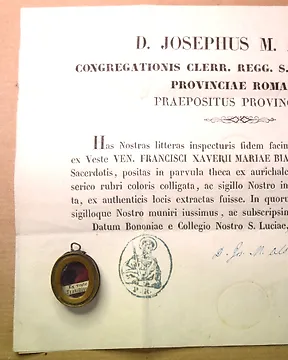 D. JOSEPHUS M.
CONGREGATIONIS CLERR. REGG. S.
PROVINCIAE ROMA
PRAEPOSITUS PROVINC
Has Nostras litteras inspecturis fidem facim
ex Veste VEN. FRANCISCI XAVERII MARIAE BIA
Sacerdotis, positas in parvula theca ex aurichalc
serico rubri coloris colligata, ac sigillo Nostro in
ta, ex authenticis locis extractas fuisse. In quoru
sigilloque Nostro muniri iussimus, ac subscripsim
Datum Bononiae e Collegio Nostro S. Luciae,
P. R.